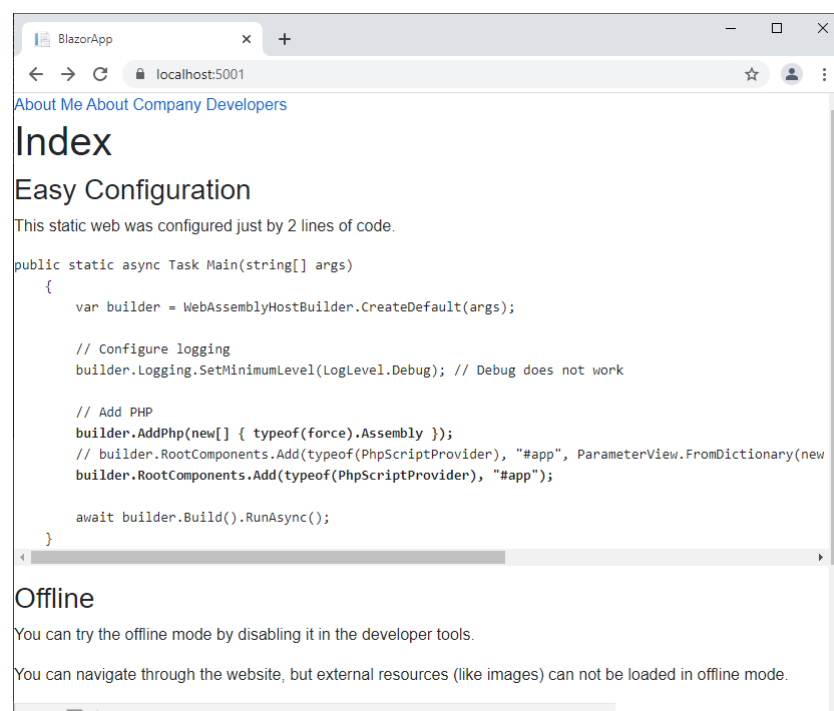 BlazorApp
localhost:5001
About Me About Company Developers
Index
Easy Configuration
This static web was configured just by 2 lines of code.
public static async Task Main(string[] args)
{
var builder = WebAssemblyHostBuilder.CreateDefault(args);
// Configure logging
builder.Logging.SetMinimumLevel(LogLevel.Debug); // Debug does not work
// Add PHP
builder.AddPhp(new[] { typeof(force).Assembly });
// builder.RootComponents.Add(typeof(PhpScriptProvider), "#app", ParameterView.FromDictionary(new
builder.RootComponents.Add(typeof(PhpScriptProvider), "#app");
await builder.Build().RunAsync();
}
Offline
You can try the offline mode by disabling it in the developer tools.
You can navigate through the website, but external resources (like images) can not be loaded in offline mode.